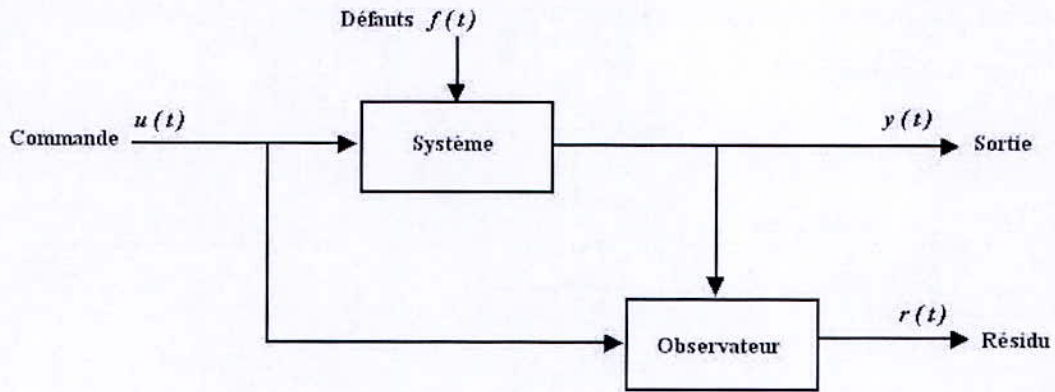 Défauts f(t)
Commande u(t)
Système
y(t) Sortie
Observateur
r(t) Résidu